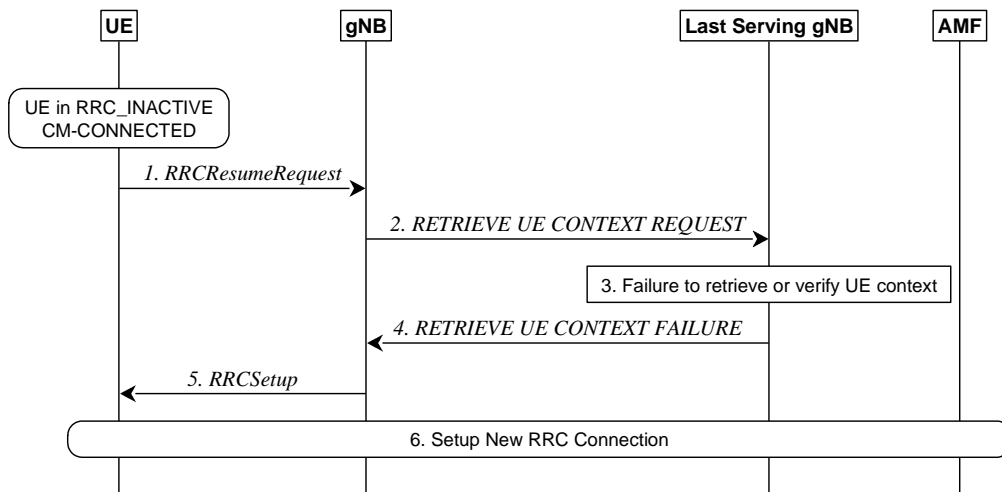 UE gNB Last Serving gNB AMF
UE in RRC_INACTIVE
CM-CONNECTED
1. RRCResumeRequest
2. RETRIEVE UE CONTEXT REQUEST
3. Failure to retrieve or verify UE context
4. RETRIEVE UE CONTEXT FAILURE
5. RRCSetup
6. Setup New RRC Connection